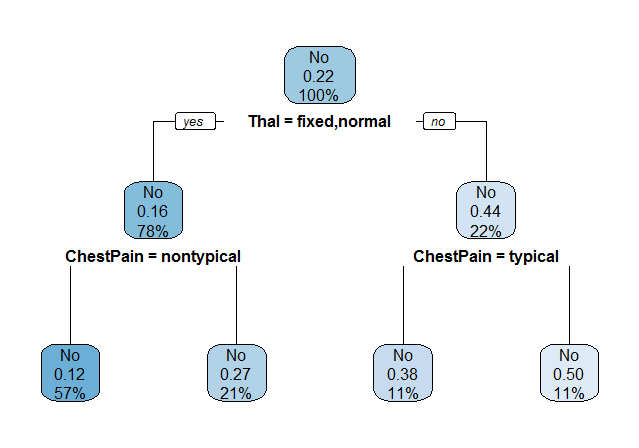 No
0.22
100%
yes Thal = fixed,normal no
No
0.16
78%
No
0.44
22%
ChestPain = nontypical
ChestPain = typical
No
0.12
57%
No
0.27
21%
No
0.38
11%
No
0.50
11%